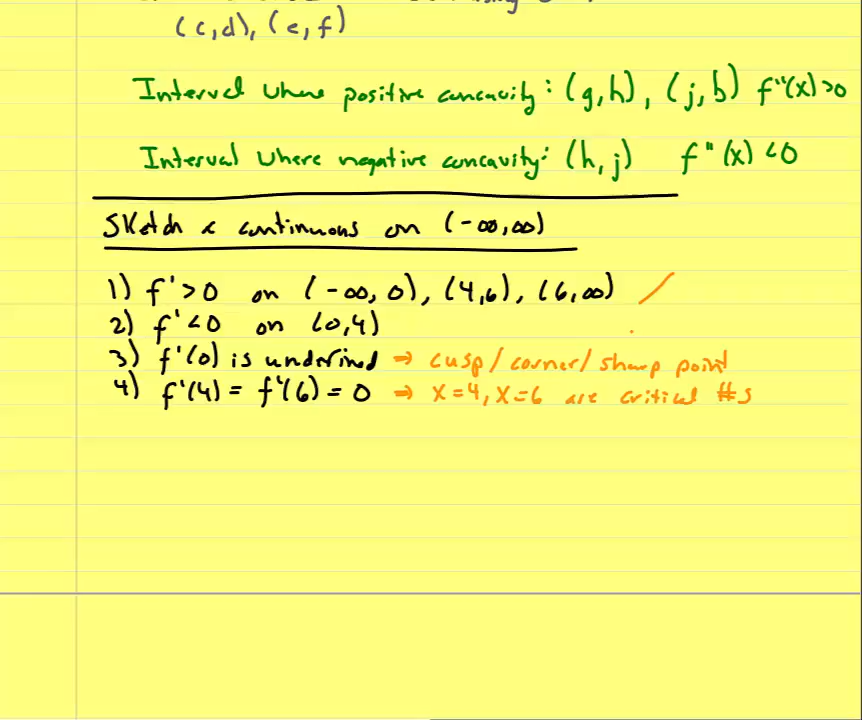 (c,d), (e,f)
Interval where positive concavity: (g,h), (j,b) f"(x)>0
Interval where negative concavity: (h,j) f"(x)<0
Sketch a continuous on (-∞,∞)
1) f'>0 on (-∞,0), (4,6), (6,∞)
2) f'<0 on (0,4)
3) f'(0) is undefined ⇒ cusp/corner/sharp point
4) f'(4) = f'(6) = 0 ⇒ x=4, x=6 are critical #s